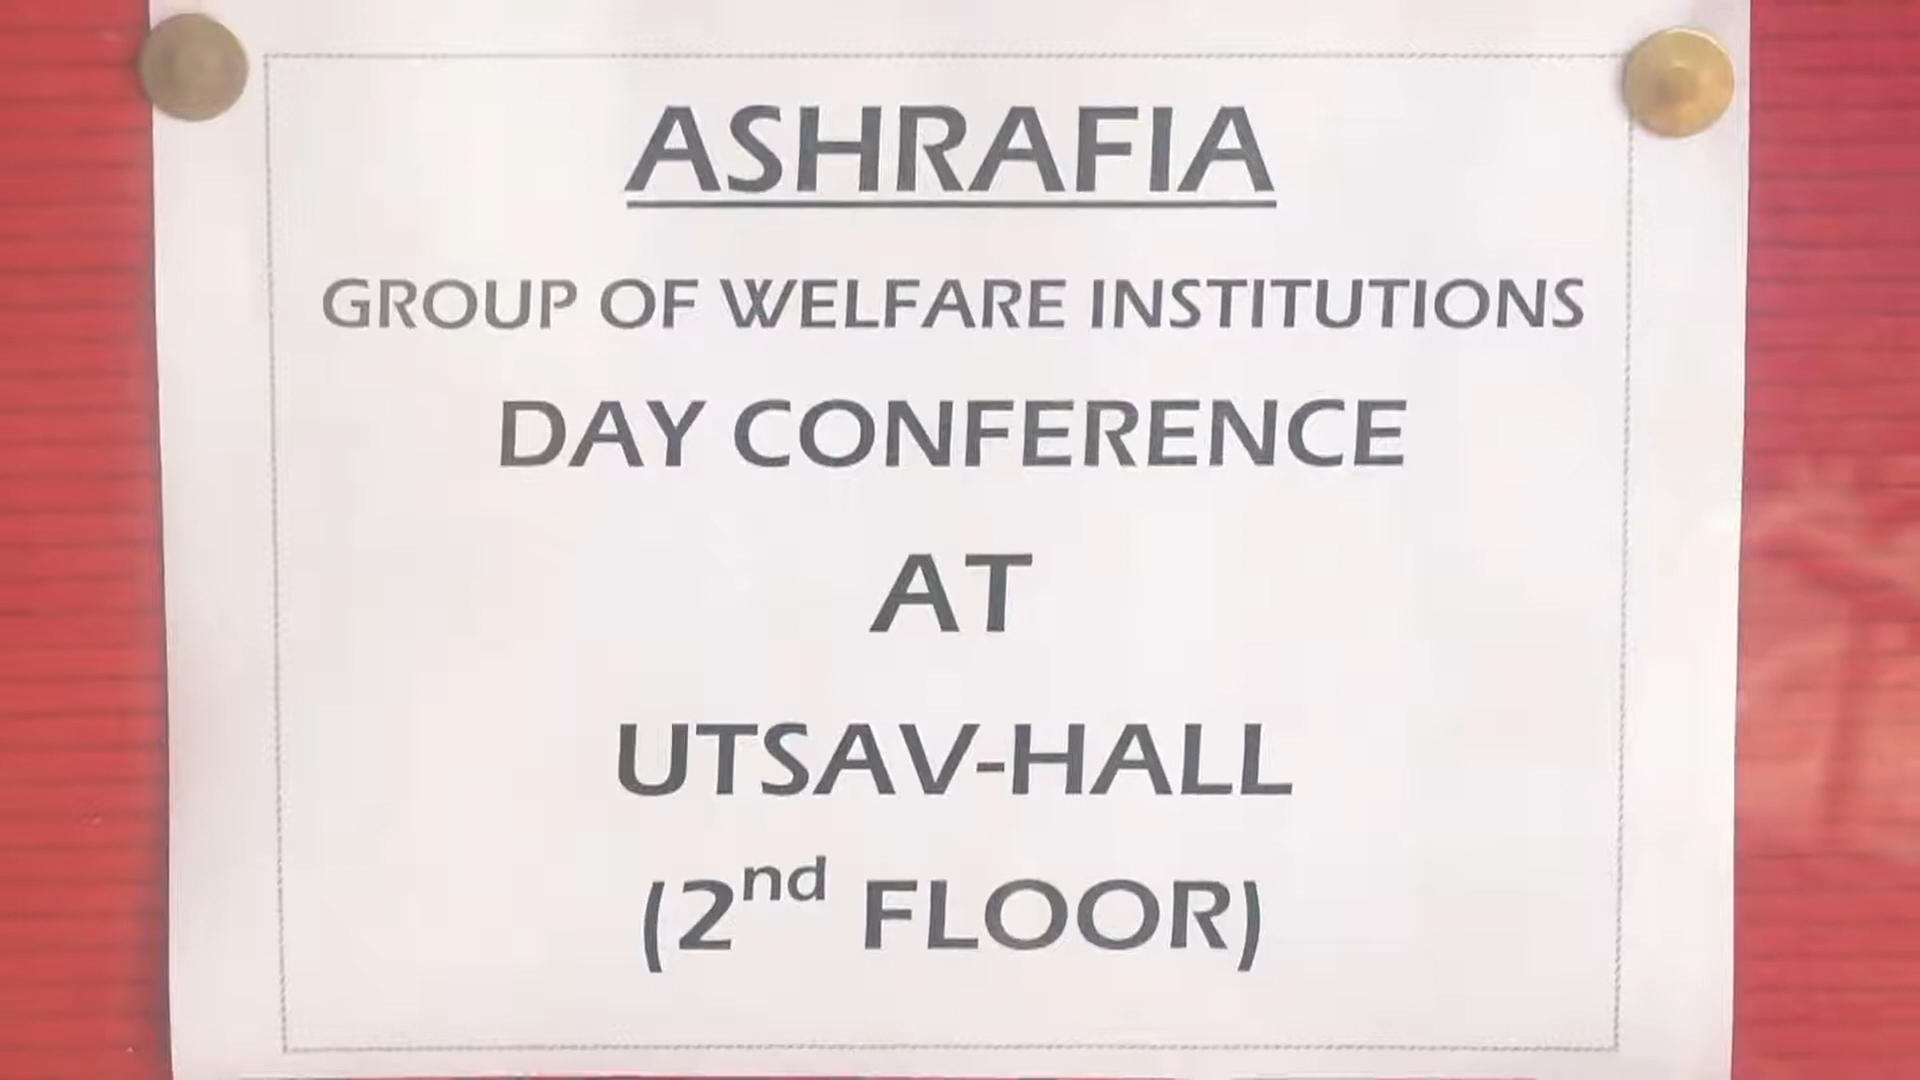 ASHRAFIA
GROUP OF WELFARE INSTITUTIONS
DAY CONFERENCE
AT
UTSAV-HALL
(2nd FLOOR)